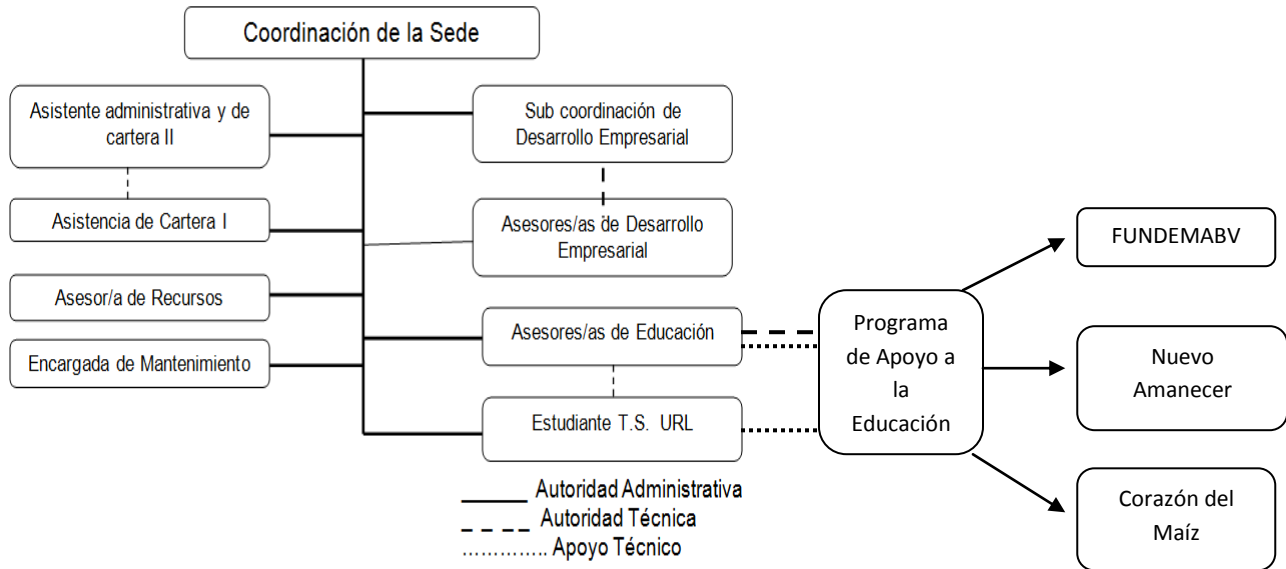 Coordinación de la Sede
Asistente administrativa y de
cartera II
Sub coordinación de
Desarrollo Empresarial
Asistencia de Cartera I
Asesores/as de Desarrollo
Empresarial
FUNDEMABV
Asesor/a de Recursos
Asesores/as de Educación
Programa
de Apoyo a
la
Educación
Encargada de Mantenimiento
Nuevo
Amanecer
Estudiante T.S. URL
Corazón del
Maíz
Autoridad Administrativa
Autoridad Técnica
………….. Apoyo Técnico